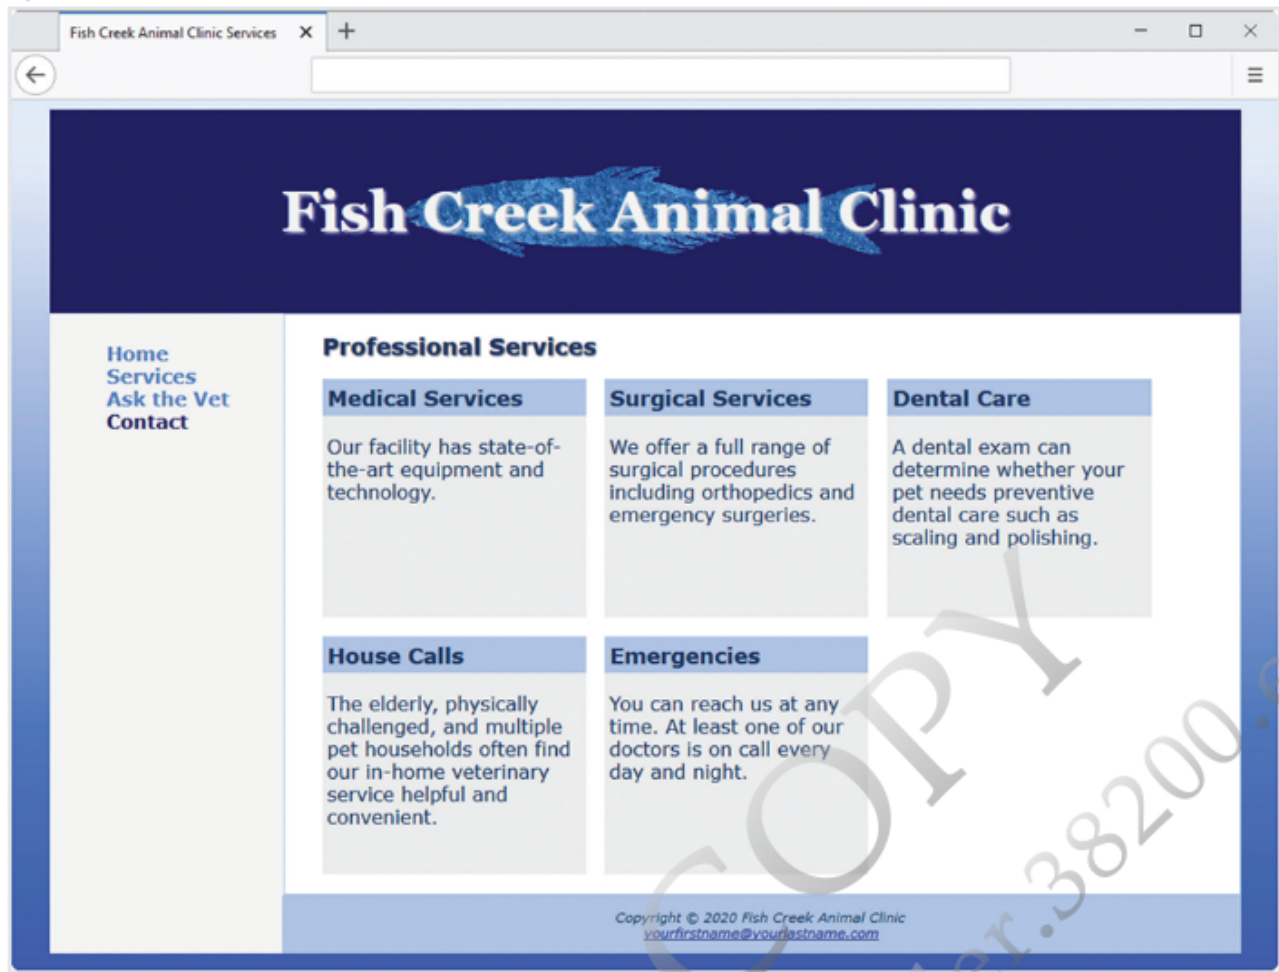 Fish Creek Animal Clinic Services
Fish Creek Animal Clinic
Home
Services
Ask the Vet
Contact
Professional Services
Medical Services
Our facility has state-of-
the-art equipment and
technology.
Surgical Services
We offer a full range of
surgical procedures
including orthopedics and
emergency surgeries.
Dental Care
A dental exam can
determine whether your
pet needs preventive
dental care such as
scaling and polishing.
House Calls
The elderly, physically
challenged, and multiple
pet households often find
our in-home veterinary
service helpful and
convenient.
Emergencies
You can reach us at any
time. At least one of our
doctors is on call every
day and night.
Copyright © 2020 Fish Creek Animal Clinic
yourfirstname@yourlastname.com
COPY